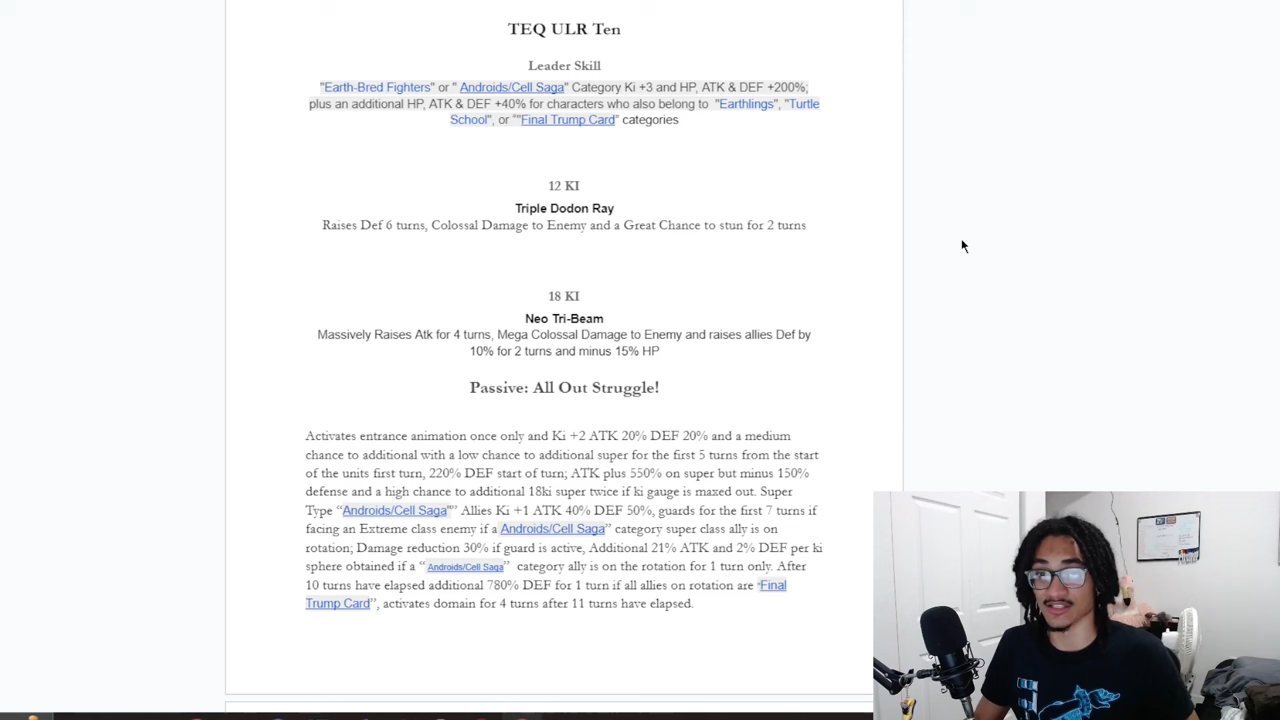 TEQ ULR Ten
Leader Skill
"Earth-Bred Fighters" or " Androids/Cell Saga" Category Ki +3 and HP, ATK & DEF +200%;
plus an additional HP, ATK & DEF +40% for characters who also belong to "Earthlings", "Turtle
School", or ""Final Trump Card" categories
12 KI
Triple Dodon Ray
Raises Def 6 turns, Colossal Damage to Enemy and a Great Chance to stun for 2 turns
18 KI
Neo Tri-Beam
Massively Raises Atk for 4 turns, Mega Colossal Damage to Enemy and raises allies Def by
10% for 2 turns and minus 15% HP
Passive: All Out Struggle!
Activates entrance animation once only and Ki +2 ATK 20% DEF 20% and a medium
chance to additional with a low chance to additional super for the first 5 turns from the start
of the units first turn, 220% DEF start of turn; ATK plus 550% on super but minus 150%
defense and a high chance to additional 18ki super twice if ki gauge is maxed out. Super
Type “Androids/Cell Saga"” Allies Ki +1 ATK 40% DEF 50%, guards for the first 7 turns if
facing an Extreme class enemy if a Androids/Cell Saga” category super class ally is on
rotation; Damage reduction 30% if guard is active, Additional 21% ATK and 2% DEF per ki
sphere obtained if a “ Androids/Cell Saga” category ally is on the rotation for 1 turn only. After
10 turns have elapsed additional 780% DEF for 1 turn if all allies on rotation are “Final
Trump Card”, activates domain for 4 turns after 11 turns have elapsed.